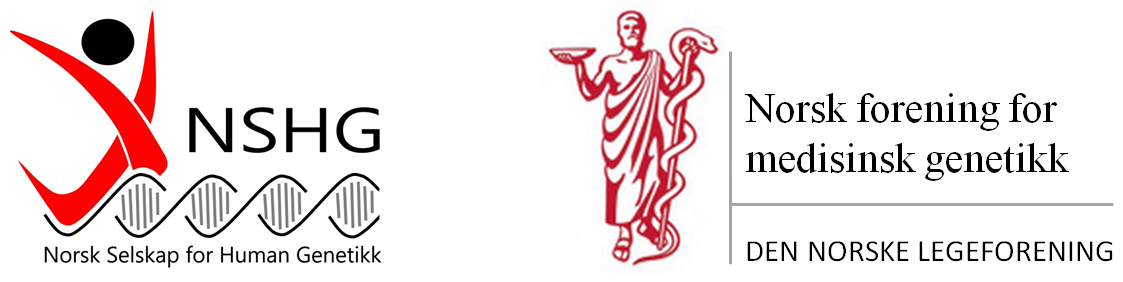 NSHG
Norsk Selskap for Human Genetikk
Norsk forening for
medisinsk genetikk
DEN NORSKE LEGEFORENING